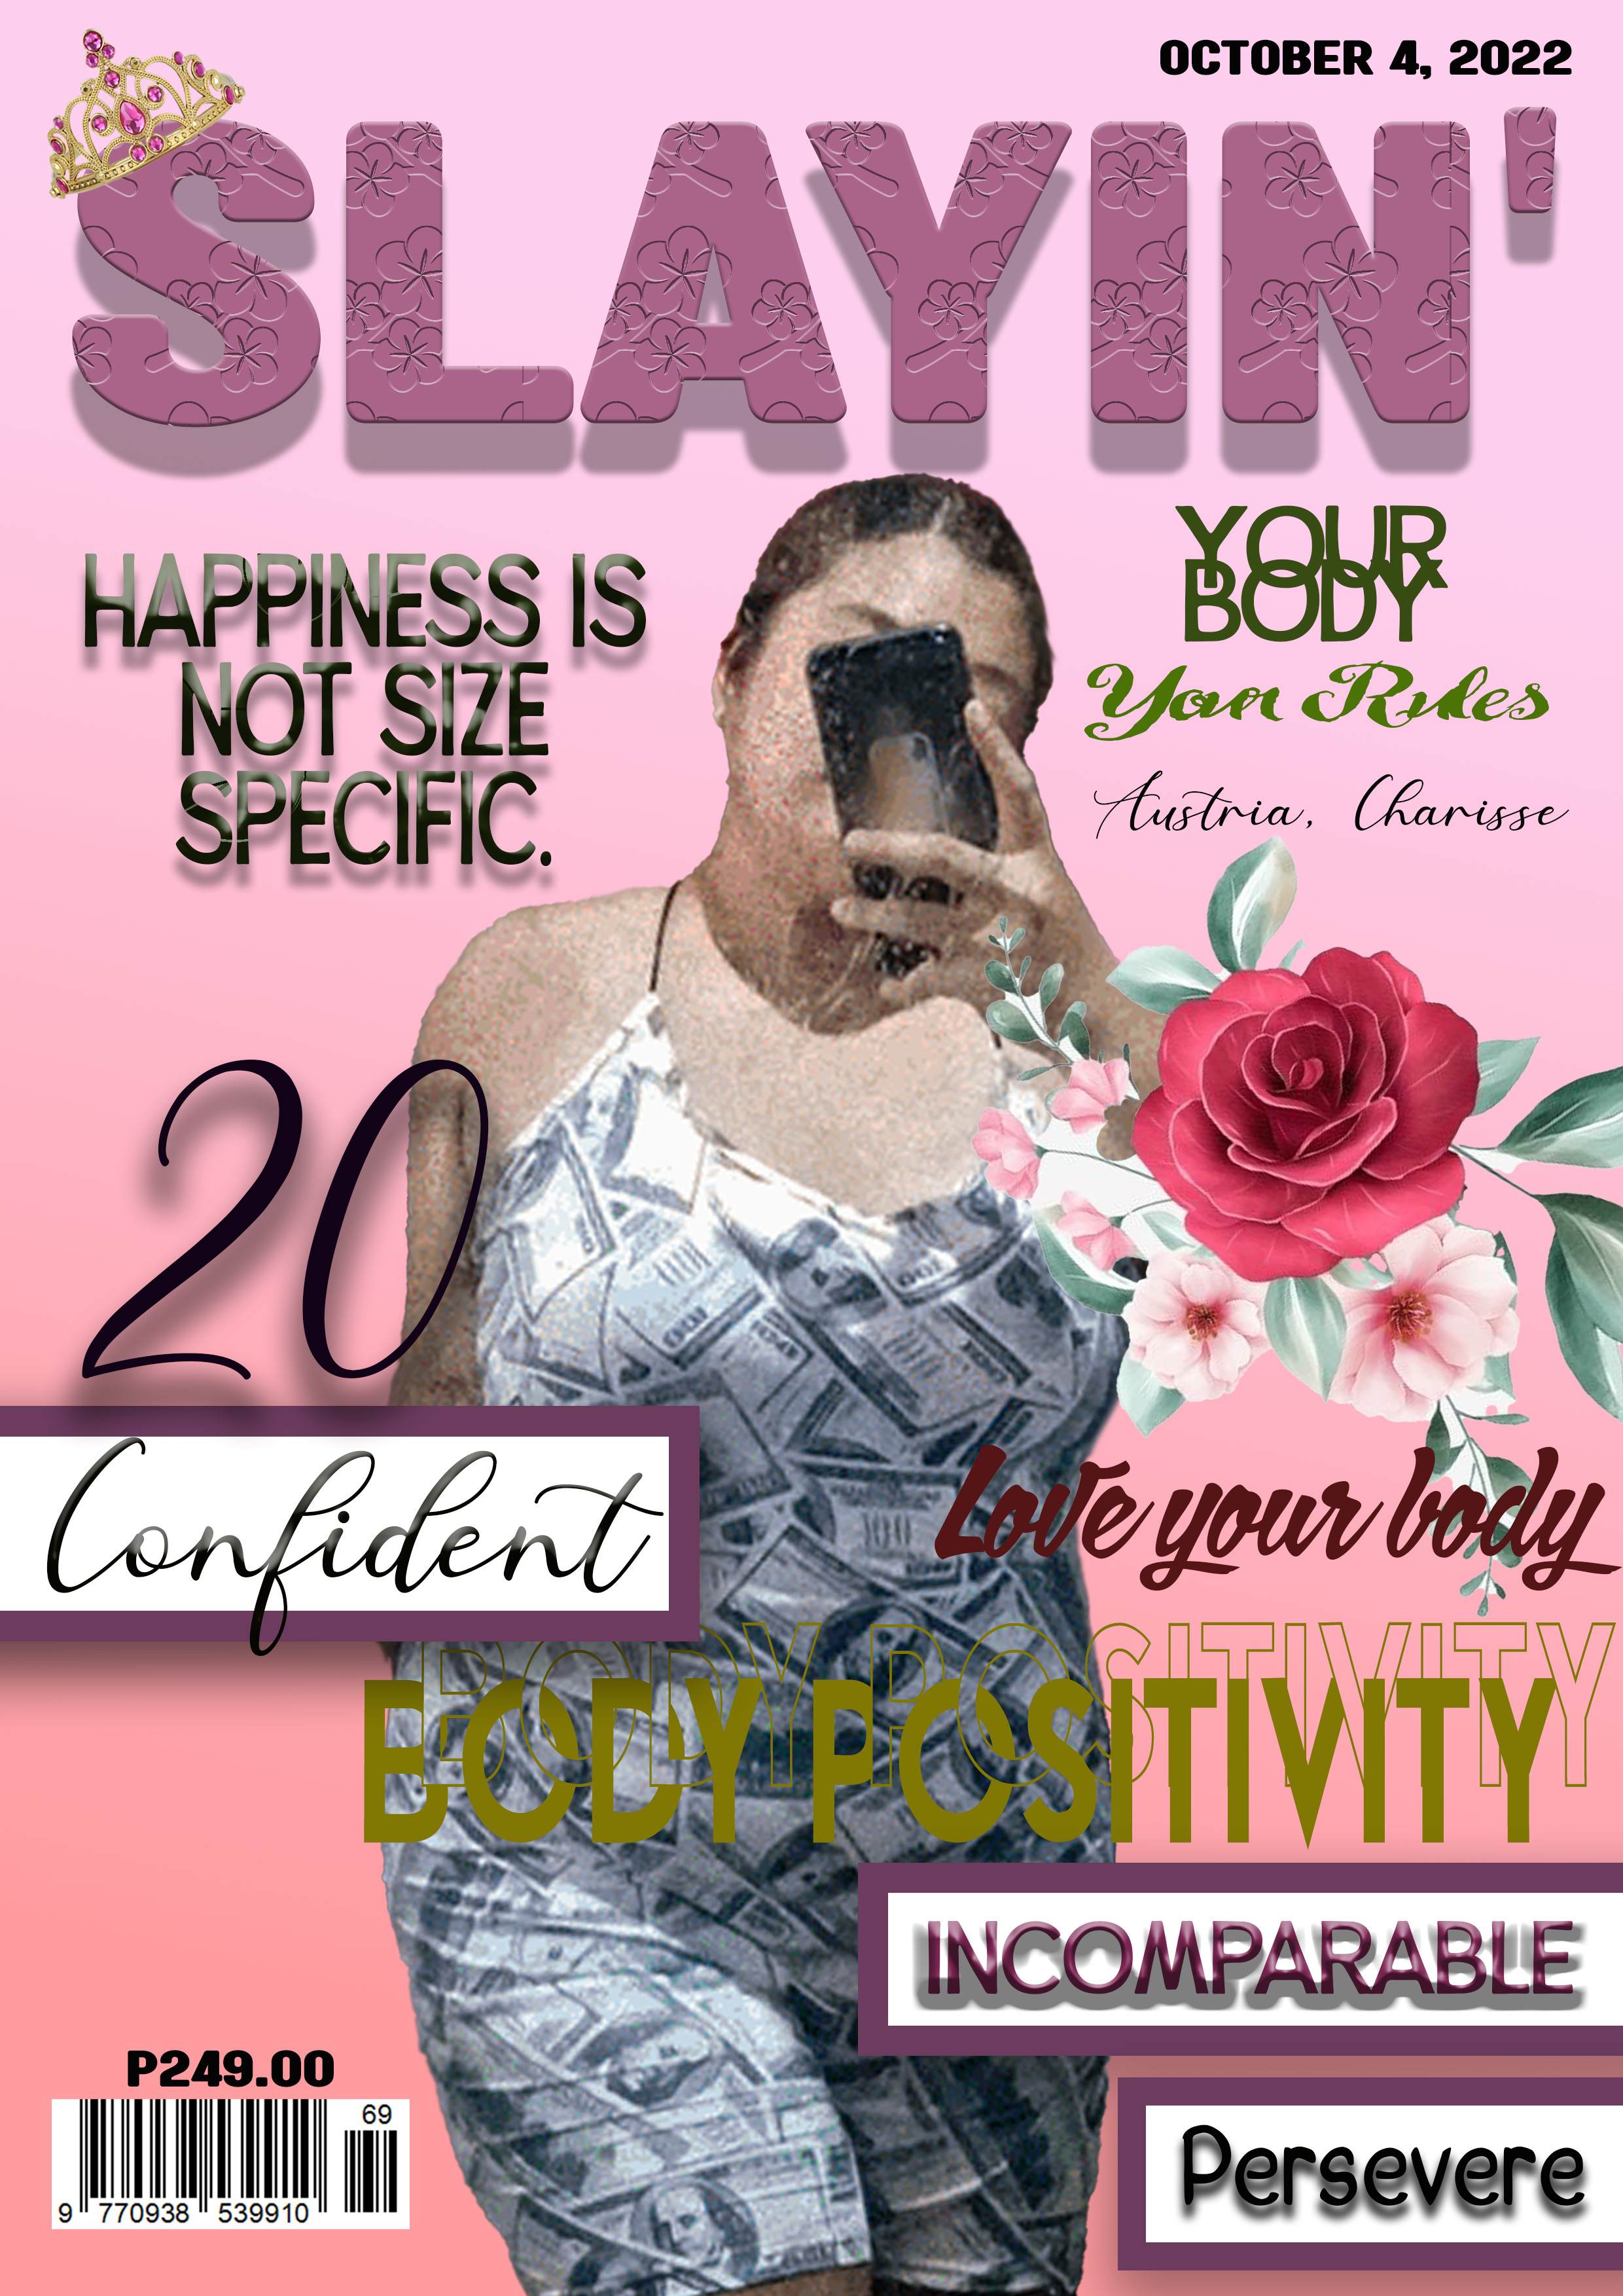 OCTOBER 4, 2022
SLAYIN'
HAPPINESS IS
NOT SIZE
SPECIFIC.
YOUR
BODY
Your Rules
Austria, Charisse
20
Confident
Love your body
BODY POSITIVITY
BODY POSITIVITY
INCOMPARABLE
Persevere
P249.00
69
9 770938 539910